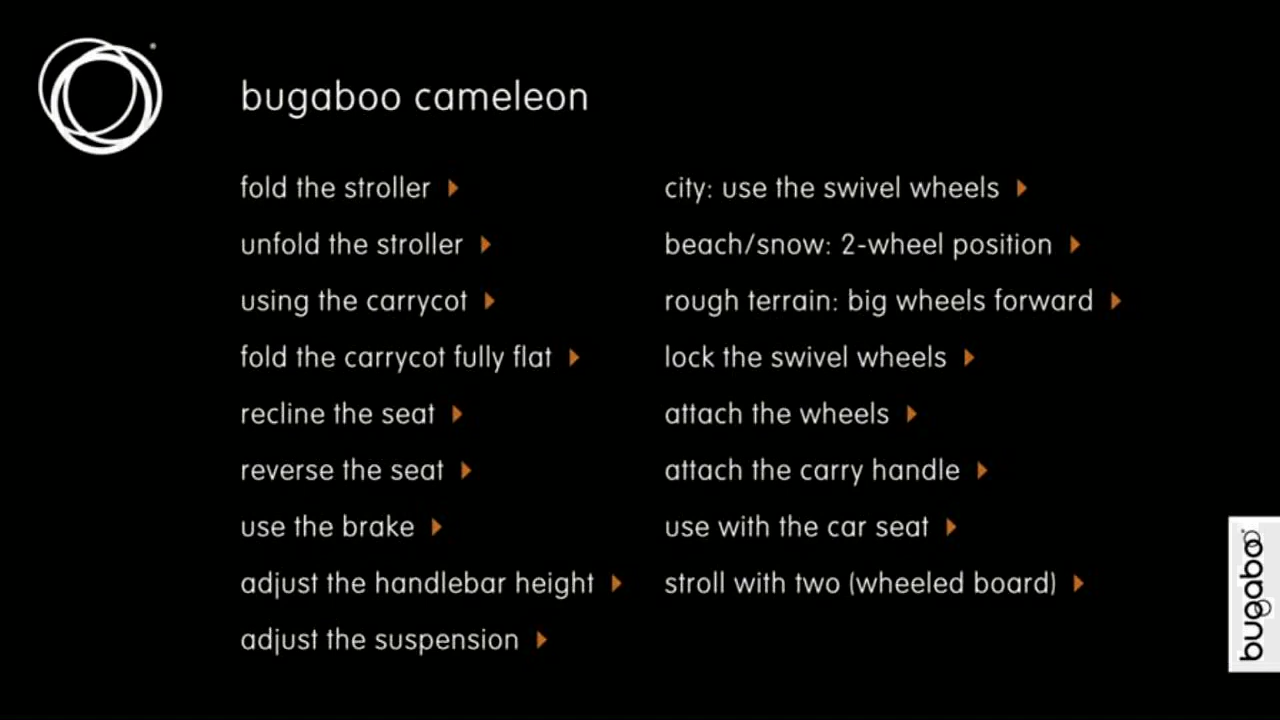 bugaboo cameleon
fold the stroller
unfold the stroller
using the carrycot
fold the carrycot fully flat
recline the seat
reverse the seat
use the brake
adjust the handlebar height
adjust the suspension
city: use the swivel wheels
beach/snow: 2-wheel position
rough terrain: big wheels forward
lock the swivel wheels
attach the wheels
attach the carry handle
use with the car seat
stroll with two (wheeled board)
bugaboo